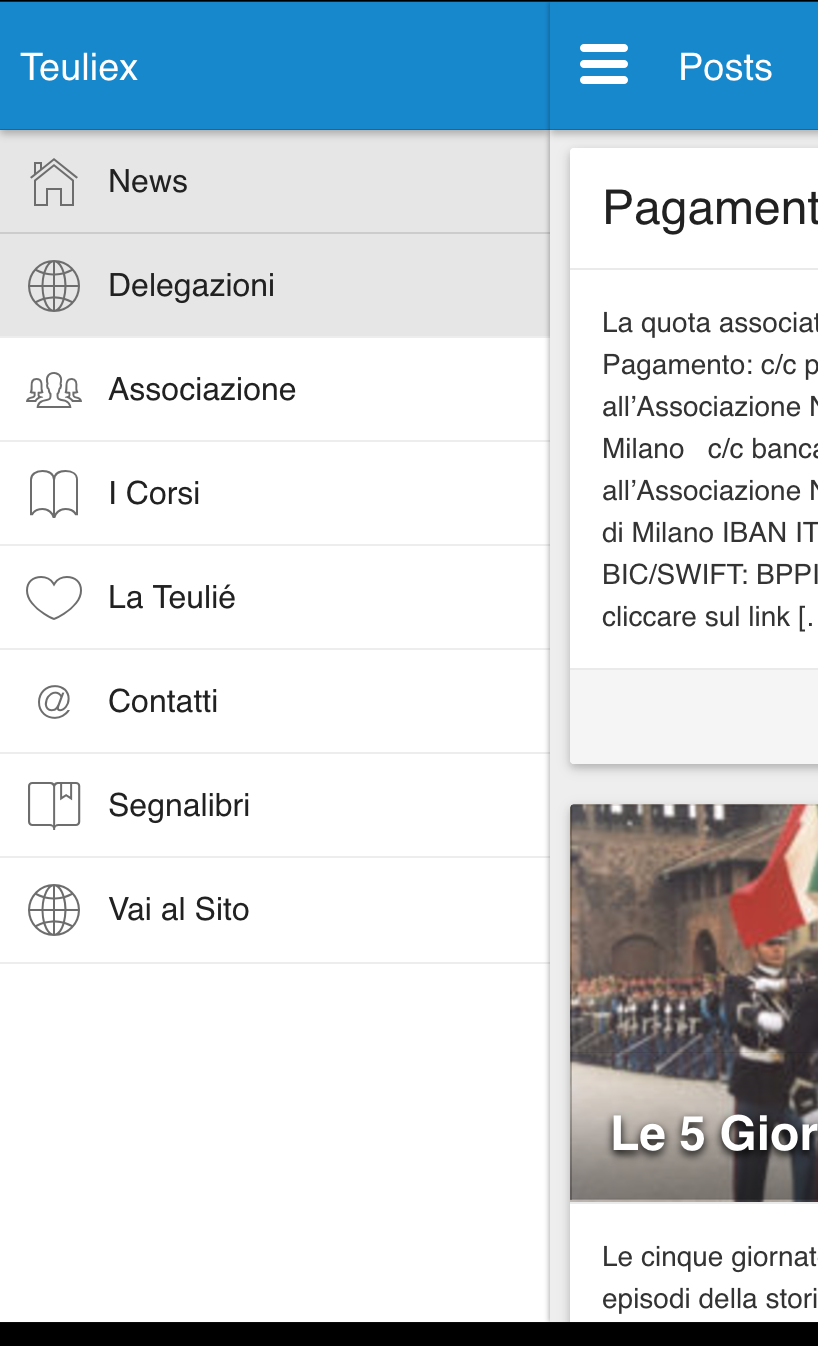 Teuliex
News
Delegazioni
Associazione
I Corsi
La Teulié
@
Contatti
Segnalibri
Vai al Sito
Posts
Pagament
La quota associat
Pagamento: c/c p
all’Associazione N
Milano c/c banca
all’Associazione N
di Milano IBAN IT
BIC/SWIFT: BPPI
cliccare sul link [.
Le 5 Gior
Le cinque giornat
episodi della stori